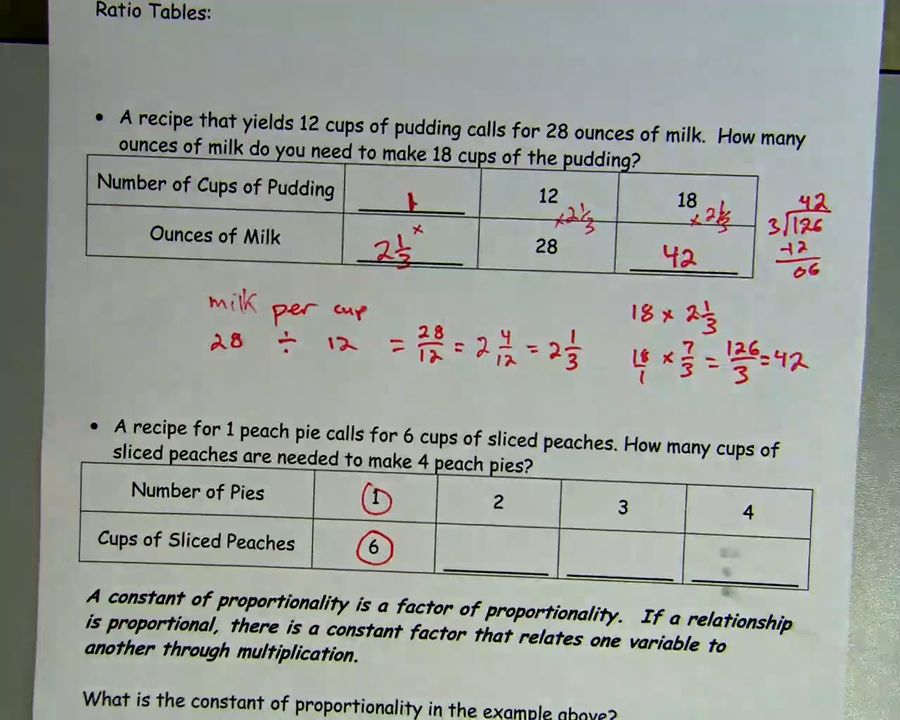 Ratio Tables:
• A recipe that yields 12 cups of pudding calls for 28 ounces of milk. How many
ounces of milk do you need to make 18 cups of the pudding?
Number of Cups of Pudding 1 12 18
× 2 1/3 × 2 1/3
Ounces of Milk 2 1/3 × 28 42
42
3 √126
-12
06
milk per cup
28 ÷ 12 = 28/12 = 2 4/12 = 2 1/3
18 × 2 1/3
18/1 × 7/3 = 126/3 = 42
• A recipe for 1 peach pie calls for 6 cups of sliced peaches. How many cups of
sliced peaches are needed to make 4 peach pies?
Number of Pies 1 2 3 4
Cups of Sliced Peaches 6
A constant of proportionality is a factor of proportionality. If a relationship
is proportional, there is a constant factor that relates one variable to
another through multiplication.
What is the constant of proportionality in the example above?